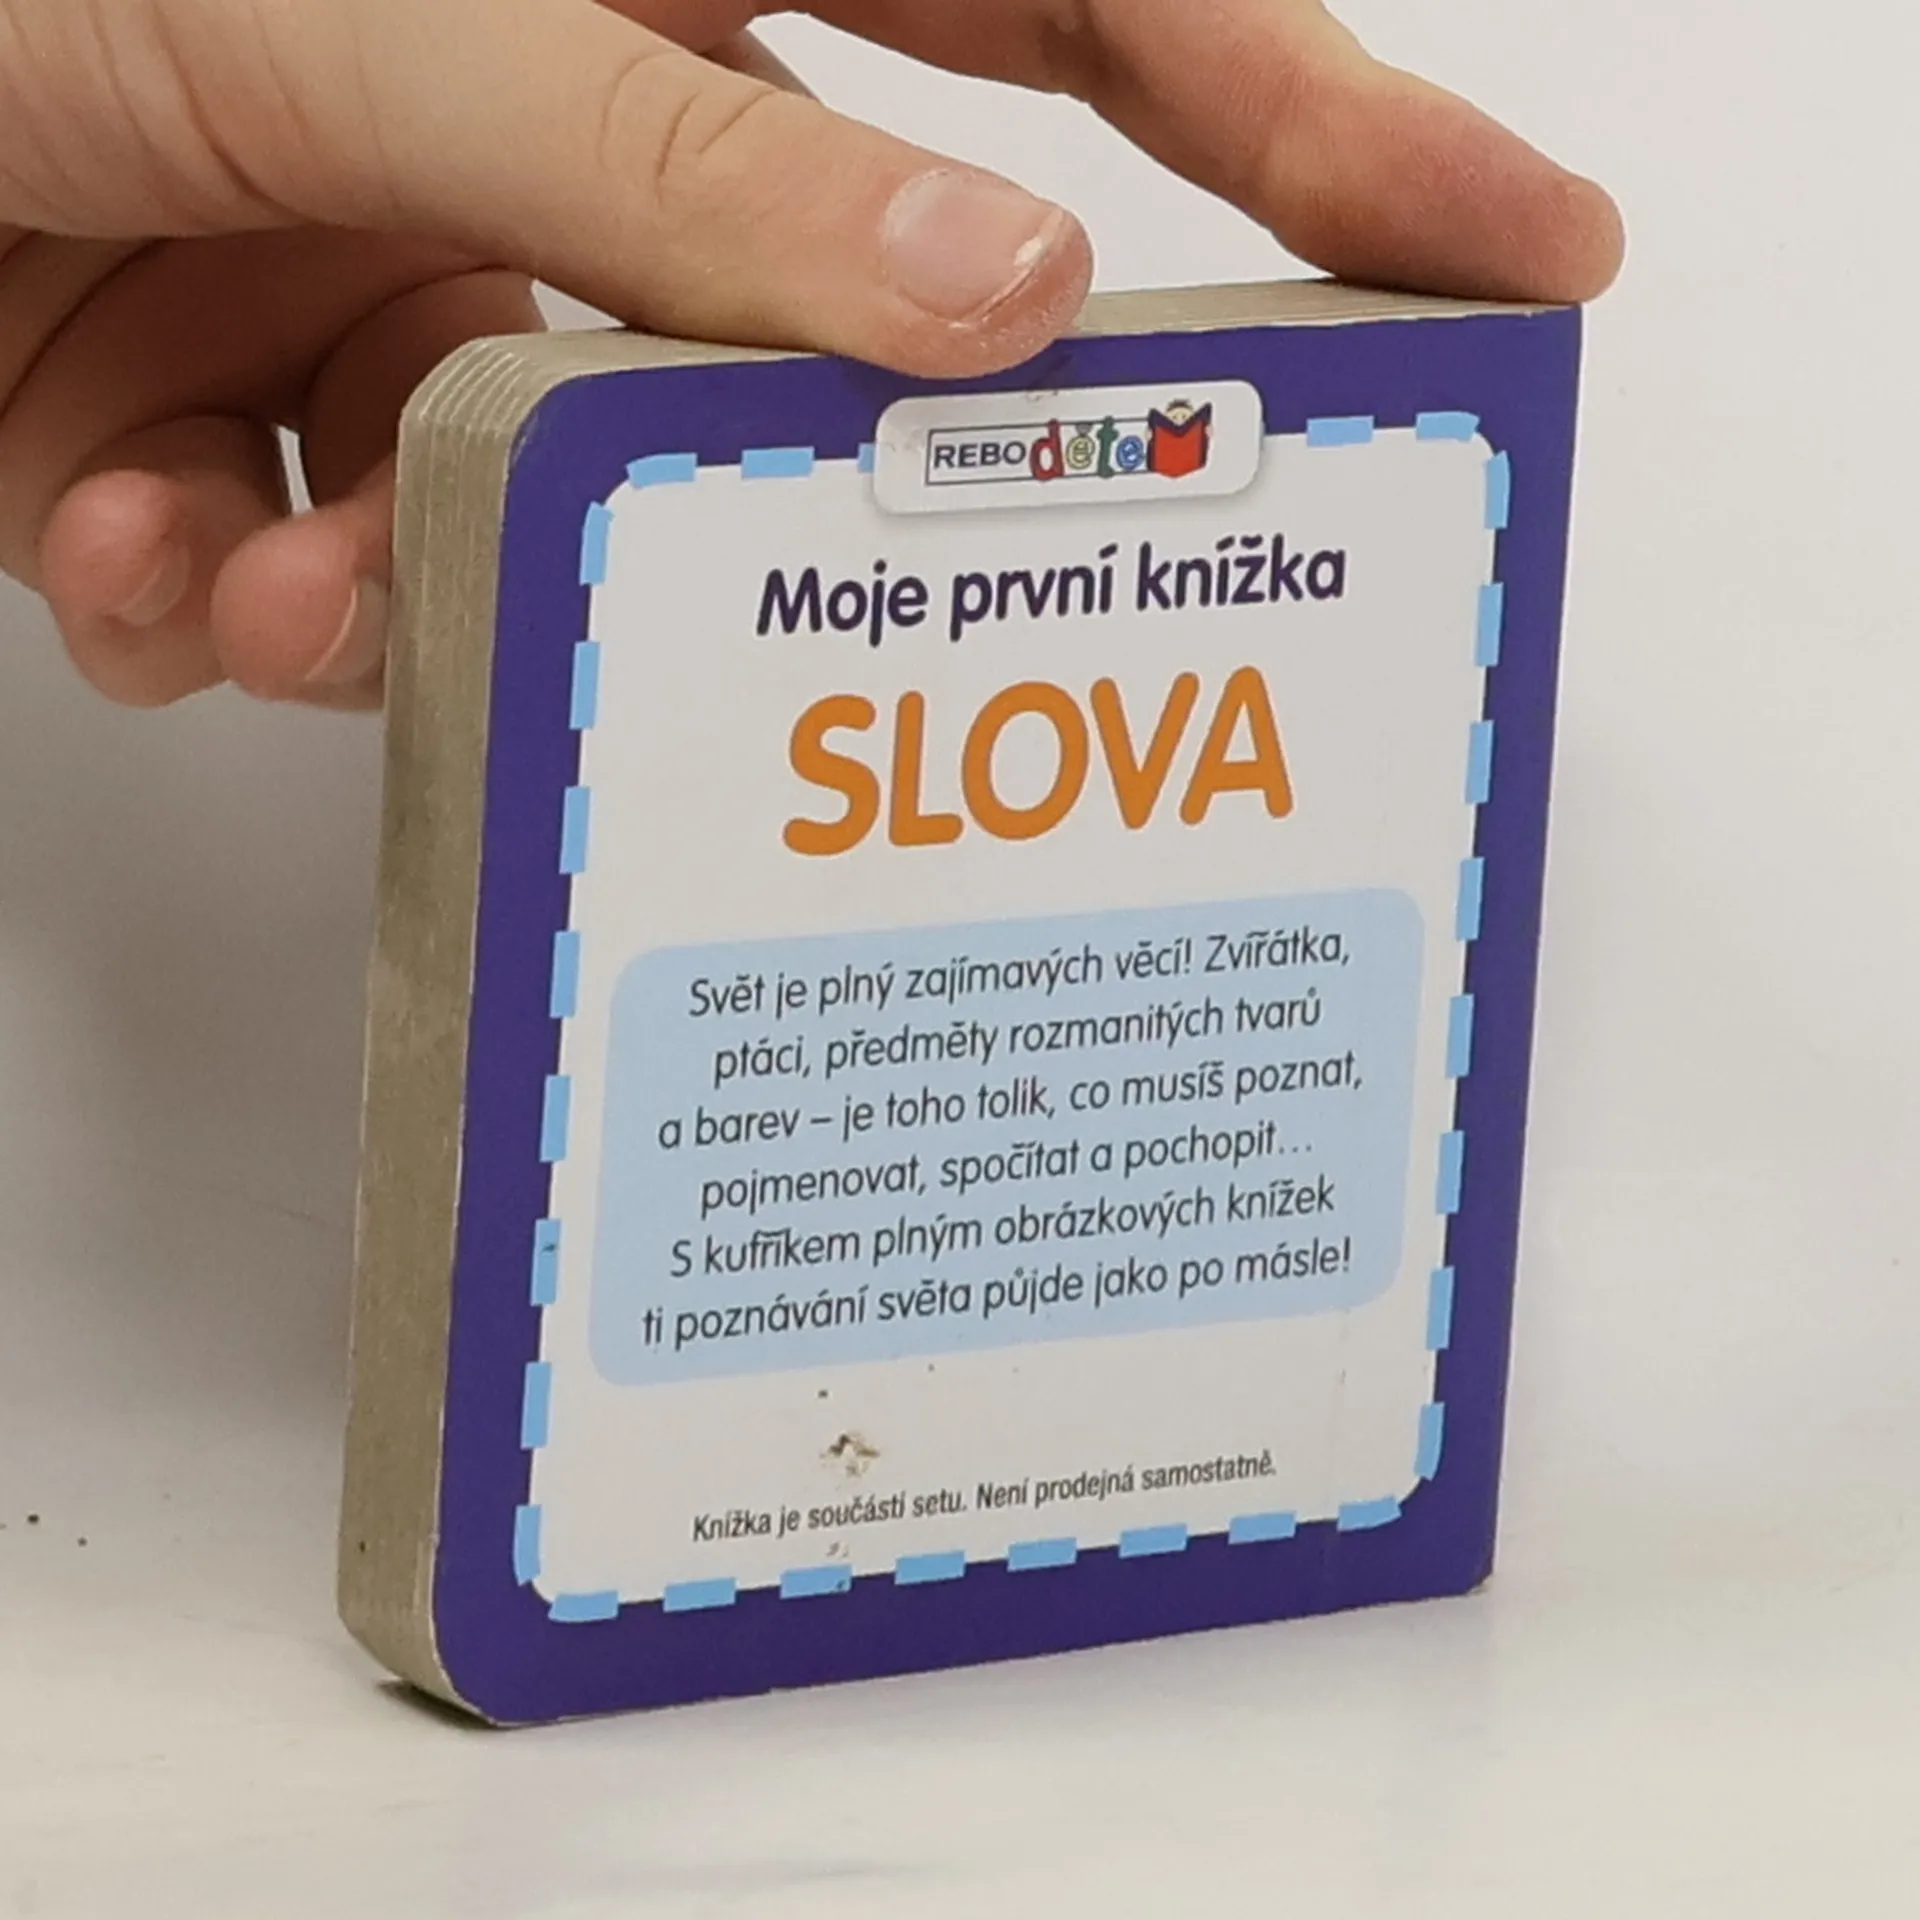 REBO dětem
Moje první knížka
SLOVA
Svět je plný zajímavých věcí! Zvířátka,
ptáci, předměty rozmanitých tvarů
a barev – je toho tolik, co musíš poznat,
pojmenovat, spočítat a pochopit...
S kufříkem plným obrázkových knížek
ti poznávání světa půjde jako po másle!
Knížka je součástí setu. Není prodejná samostatně.